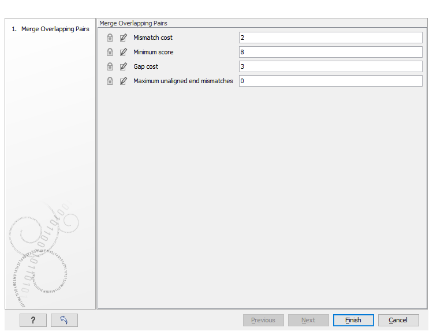 Merge Overlapping Pairs
1. Merge Overlapping Pairs
Mismatch cost 2
Minimum score 8
Gap cost 3
Maximum unaligned end mismatches 0
? Previous Next Finish Cancel